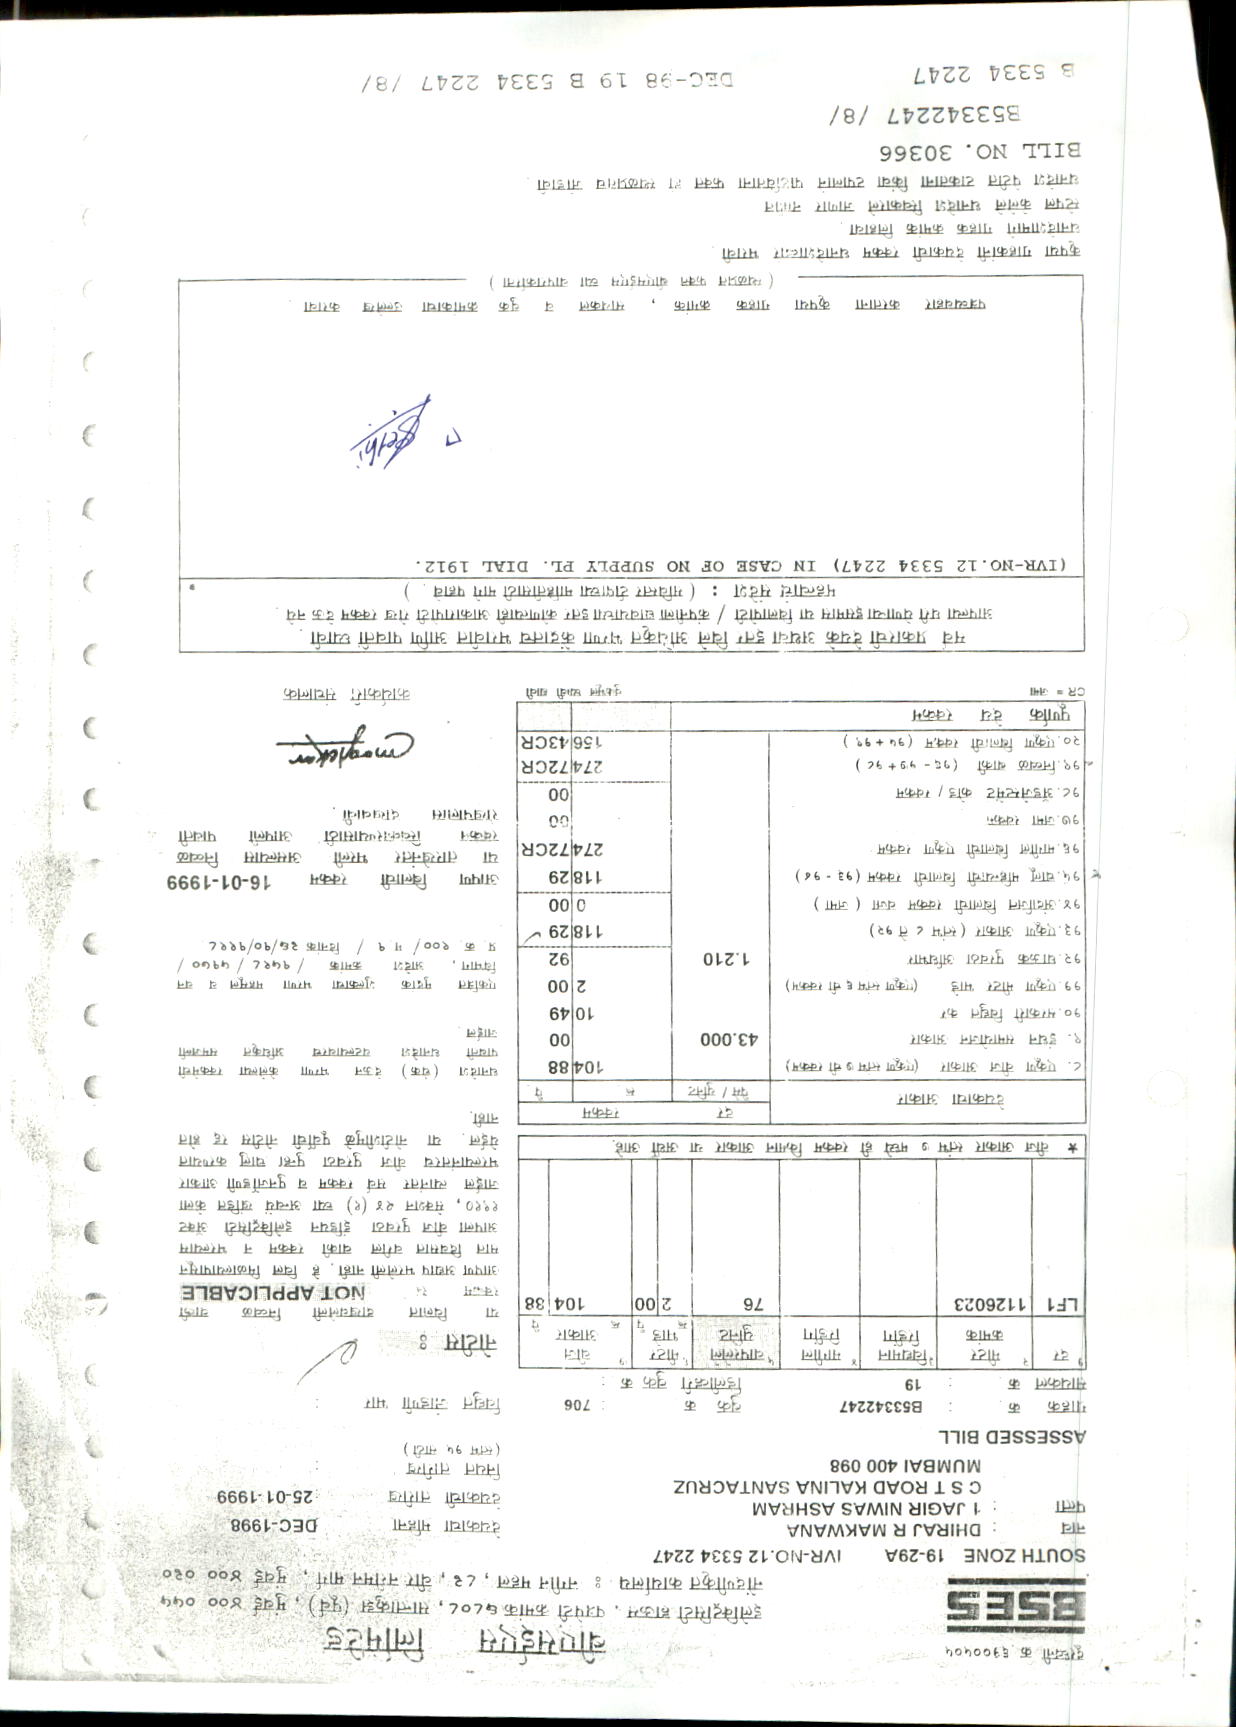 दूरध्वनी क्र ६१००५०५
बीएसईएस लिमिटेड
BSES
इलेक्ट्रिसिटी हाऊस, पत्रपेटी क्रमांक ६८०८, सान्ताक्रुझ (पूर्व), मुंबई ४०० ०५५
नोंदणीकृत कार्यालय : नगीन महल, ८२, वीर नरीमन मार्ग, मुंबई ४०० ०२०
SOUTH ZONE 19-29A IVR-NO.12 5334 2247
नाव : DHIRAJ R MAKWANA
पत्ता : 1 JAGIR NIWAS ASHRAM
C S T ROAD KALINA SANTACRUZ
MUMBAI 400 098
देयकाचा महिना DEC-1998
देयकाची तारीख : 25-01-1999
नियत तारीख :
(स्तंभ १५ साठी)
ASSESSED BILL
ग्राहक क्र. : B53342247 बुक क्र : 706
सायकल क्र. : 19 डिलीव्हरी बुक क्र :
विद्युत जोडणी भार :
१ दर २ मीटर क्रमांक ३ विद्यमान रिडींग ४ मागील रिडींग ५ वापरलेले युनिट ६ मीटर भाडे रू पै ७ वीज आकार रू पै
LF1 1126023 76 2 00 104 88
* वीज आकार स्तंभ ७ मध्ये ही रक्कम किमान आकार या अर्थी आहे.
नोटीस :
या बिलात दाखवलेली निव्वळ बाकी
रक्कम रू NOT APPLICABLE
आपण अद्याप भरलेली नाही. हे बिल मिळाल्यापासून
सात दिवसात वरील बाकी रक्कम न भरल्यास
आपला वीज पुरवठा इंडियन इलेक्ट्रिसिटी ॲक्ट
१९१०, सेक्शन २४ (१) च्या अन्वयें खंडित केला
जाईल त्यानंतर सर्व रक्कम व पुनर्जोडणी आकार
भरल्यानंतरच वीज पुरवठा पुन्हा चालु करण्यात
येईल. या नोटीशीमुळे पूर्वीची नोटीस रद्द होत
नाही.
देयकाचा आकार दर रक्कम
पैसे / युनिट रू पै
८. एकूण वीज आकार (एकूण स्तंभ ७ ची रक्कम) 104 88
९. इंधन समायोजन आकार 43.000 00
१०. सरकारी विद्युत कर 10 49
११. एकूण मीटर भाडे (एकूण स्तंभ ६ ची रक्कम) 2 00
१२. घाऊक पुरवठा अधिभार 1.210 92
१३. एकूण आकार (स्तंभ ८ ते १२) 118 29
१४. अंदाजित बिलाची रक्कम वजा (जमा) 0 00
१५. चालू महिन्याची बिलाची रक्कम (१३ - १४) 118 29
१६. मागील बिलाची एकूण रक्कम 274 72CR
१७. जमा रक्कम 00
१८. ॲडजेस्टमेंट कोड / रक्कम 00
१९. निव्वळ बाकी (१६ - १७ + १८) 274 72CR
२०. एकूण बिलाची रक्कम (१५ + १९) 156 43CR
पूर्णांक देय रक्कम
CR = जमा चुकभूल घ्यावी द्यावी
धनादेश (चेक) देऊन भरणा केलेल्या रक्कमेची
पावती धनादेश वटल्यावरच अधिकृत समजली
जाईल.
एकत्रित मुद्रांक शुल्काचा भरणा महसूल व वन
विभाग, आदेश क्रमांक / १५९८ / ५१७० /
प्र क्र १००/ म १ / दिनांक २६/१०/१९९८
आपण बिलाची रक्कम 16-01-1999
या तारखेनंतर भरली असल्यास निव्वळ
रक्कम स्विकारण्यासाठी आपली पावती
रोखपालास दाखवावी.
कार्यकारी संचालक
सर्व प्रकारची देयके अथवा इतर बिले अधिकृत भरणा केंद्रातच भरावीत आणि पावती घ्यावी.
आपल्या घरी येणाऱ्या इसमास या बिलापोटी / कंपनीला द्यावयाच्या इतर कोणत्याही आकारापोटी रोख रक्कम देऊ नये.
महत्वाचे संदेश : (सविस्तर टीपाच्या माहितीसाठी मागे पहावे.)
(IVR-NO.12 5334 2247) IN CASE OF NO SUPPLY PL. DIAL 1912.
पत्रव्यवहार करताना कृपया ग्राहक क्रमांक, सायकल व बुक क्रमांकाचा उल्लेख करावा.
(स्थळप्रत फक्त बीएसईएस च्या वापराकरिता)
कृपया ग्राहकांनी देयकाची रक्कम धनादेशाव्दारे भरावी.
धनादेशामागे ग्राहक क्रमांक लिहावा.
स्टेपल केलेले धनादेश स्विकारले जाणार नाहीत
धनादेश पेटीत टाकताना किंवा टपालाने पाठविताना फक्त ही स्थळप्रतच जोडावी.
BILL NO. 30366
B53342247 /8/
B 5334 2247 DEC-98 19 B 5334 2247 /8/